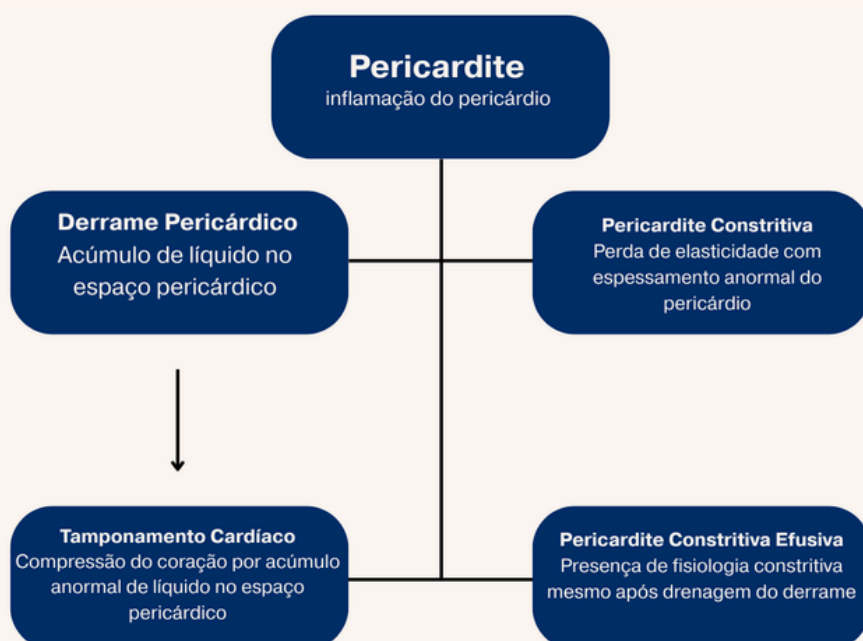 Pericardite
inflamação do pericárdio
Derrame Pericárdico
Acúmulo de líquido no
espaço pericárdico
Pericardite Constritiva
Perda de elasticidade com
espessamento anormal do
pericárdio
Tamponamento Cardíaco
Compressão do coração por acúmulo
anormal de líquido no espaço
pericárdico
Pericardite Constritiva Efusiva
Presença de fisiologia constritiva
mesmo após drenagem do derrame